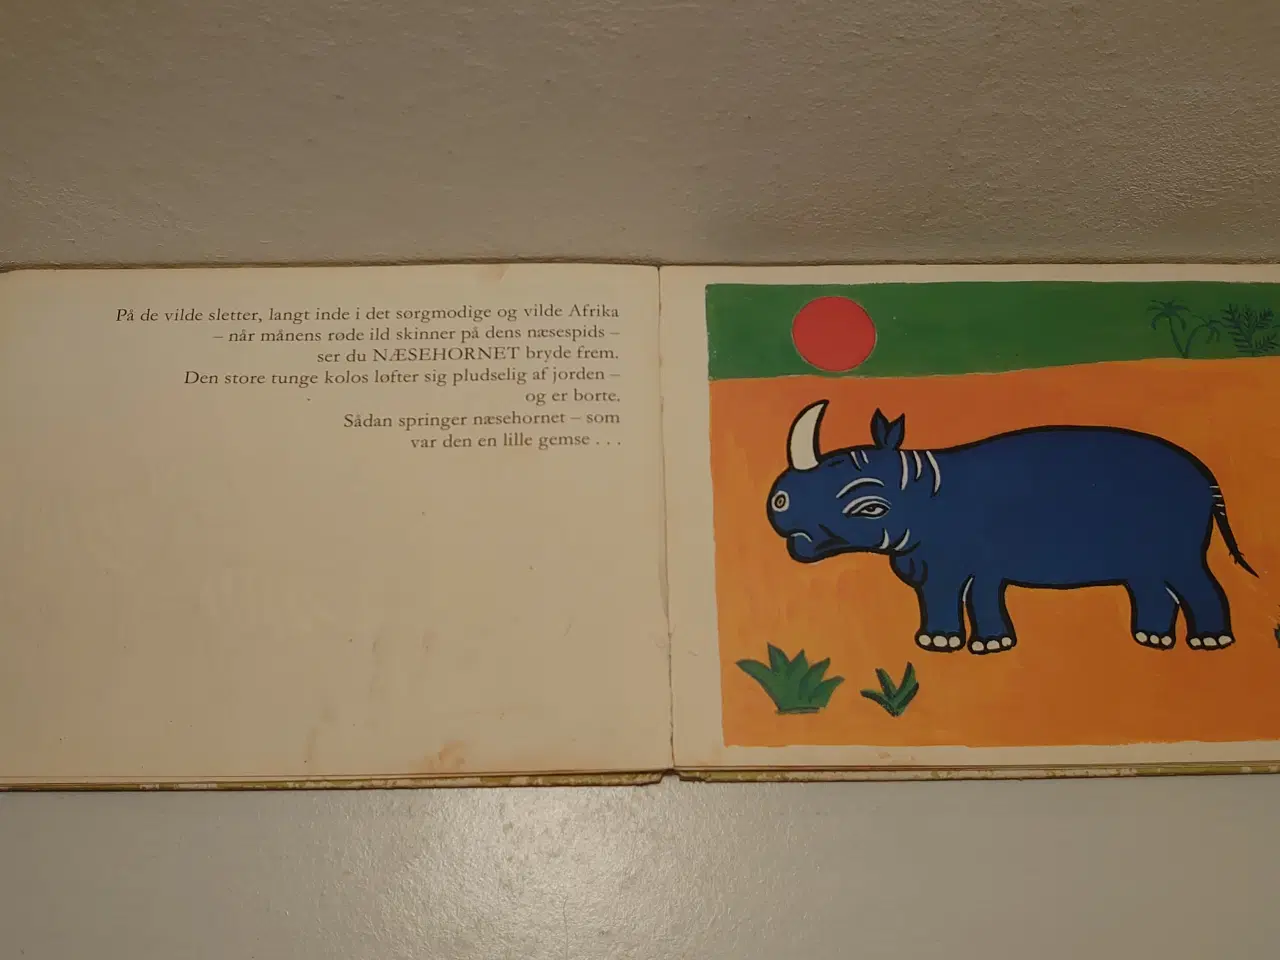 På de vilde sletter, langt inde i det sørgmodige og vilde Afrika
– når månens røde ild skinner på dens næsespids –
ser du NÆSEHORNET bryde frem.
Den store tunge kolos løfter sig pludselig af jorden –
og er borte.
Sådan springer næsehornet – som
var den en lille gemse . . .